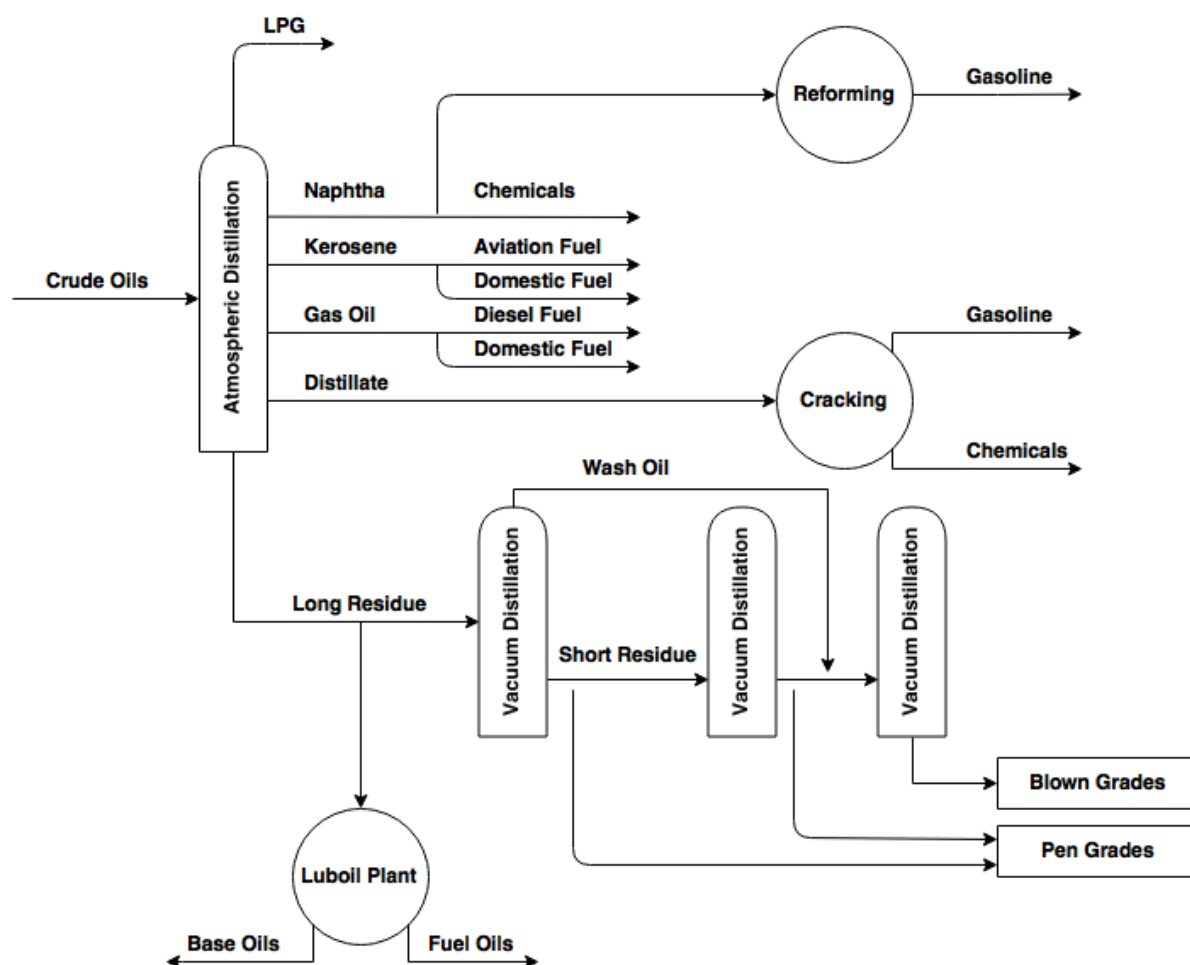 LPG
Reforming
Gasoline
Atmospheric Distillation
Naphtha
Chemicals
Kerosene
Aviation Fuel
Crude Oils
Domestic Fuel
Gas Oil
Diesel Fuel
Gasoline
Domestic Fuel
Distillate
Cracking
Chemicals
Wash Oil
Vacuum Distillation
Vacuum Distillation
Vacuum Distillation
Long Residue
Short Residue
Blown Grades
Pen Grades
Luboil Plant
Base Oils
Fuel Oils